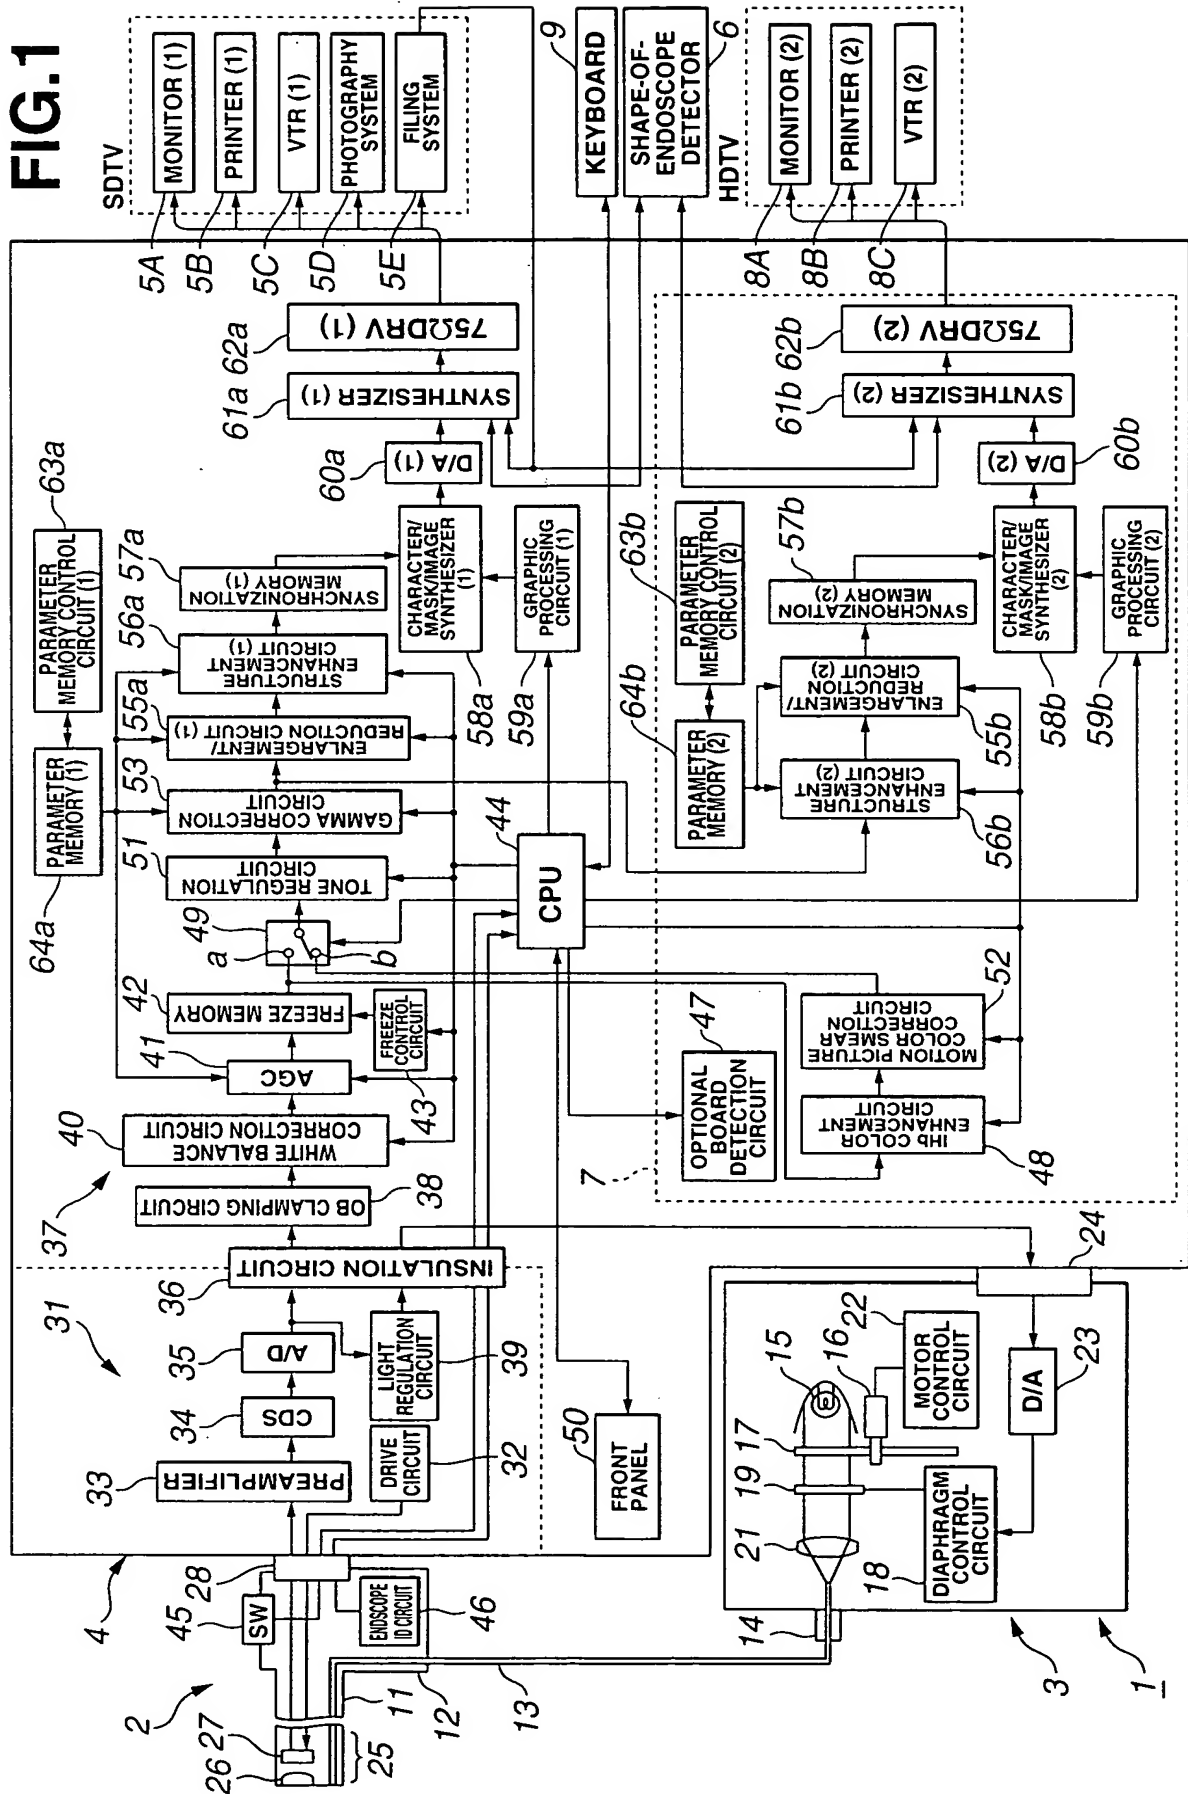 FIG.1
SDTV
MONITOR (1)
PRINTER (1)
VTR (1)
PHOTOGRAPHY
SYSTEM
FILING
SYSTEM
5A
5B
5C
5D
5E
KEYBOARD
9
SHAPE-OF-
ENDOSCOPE
DETECTOR
6
HDTV
MONITOR (2)
PRINTER (2)
VTR (2)
8A
8B
8C
75ΩDRV (1)
62a
SYNTHESIZER (1)
61a
D/A (1)
60a
75ΩDRV (2)
62b
SYNTHESIZER
(2)
61b
D/A (2)
60b
PARAMETER
MEMORY CONTROL
CIRCUIT (1)
63a
PARAMETER
MEMORY (1)
64a
SYNCHRONIZATION
MEMORY (1)
57a
STRUCTURE
ENHANCEMENT
CIRCUIT (1)
56a
ENLARGEMENT/
REDUCTION CIRCUIT (1)
55a
GAMMA CORRECTION
CIRCUIT
53
TONE REGULATION
CIRCUIT
51
49
a
b
CHARACTER/
MASK/IMAGE
SYNTHESIZER
(1)
58a
GRAPHIC
PROCESSING
CIRCUIT (1)
59a
CPU
44
PARAMETER
MEMORY CONTROL
CIRCUIT (2)
63b
PARAMETER
MEMORY (2)
64b
SYNCHRONIZATION
MEMORY (2)
57b
ENLARGEMENT/
REDUCTION
CIRCUIT (2)
55b
STRUCTURE
ENHANCEMENT
CIRCUIT (2)
56b
CHARACTER/
MASK/IMAGE
SYNTHESIZER
(2)
58b
GRAPHIC
PROCESSING
CIRCUIT (2)
59b
FREEZE MEMORY
42
FREEZE
CONTROL
CIRCUIT
43
AGC
41
WHITE BALANCE
CORRECTION CIRCUIT
40
OB CLAMPING CIRCUIT
38
37
OPTIONAL
BOARD
DETECTION
CIRCUIT
47
MOTION PICTURE
COLOR SMEAR
CORRECTION
CIRCUIT
52
IHb COLOR
ENHANCEMENT
CIRCUIT
48
7
INSULATION CIRCUIT
36
31
A/D
35
CDS
34
PREAMPLIFIER
33
LIGHT
REGULATION
CIRCUIT
39
DRIVE
CIRCUIT
32
FRONT
PANEL
50
24
MOTOR
CONTROL
CIRCUIT
22
D/A
23
15
16
17
19
21
DIAPHRAGM
CONTROL
CIRCUIT
18
14
3
1
4
28
SW
45
ENDSCOPE
ID CIRCUIT
46
2
27
26
25
11
12
13